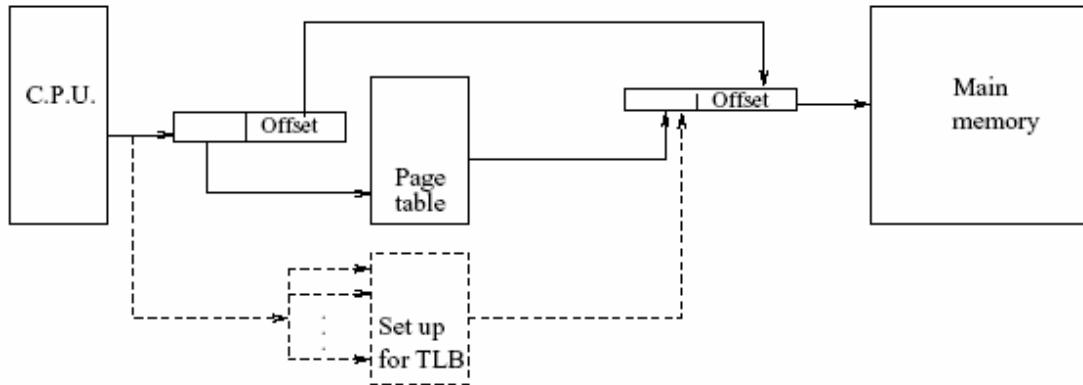 C.P.U.
Offset
Page
table
Offset
Main
memory
Set up
for TLB